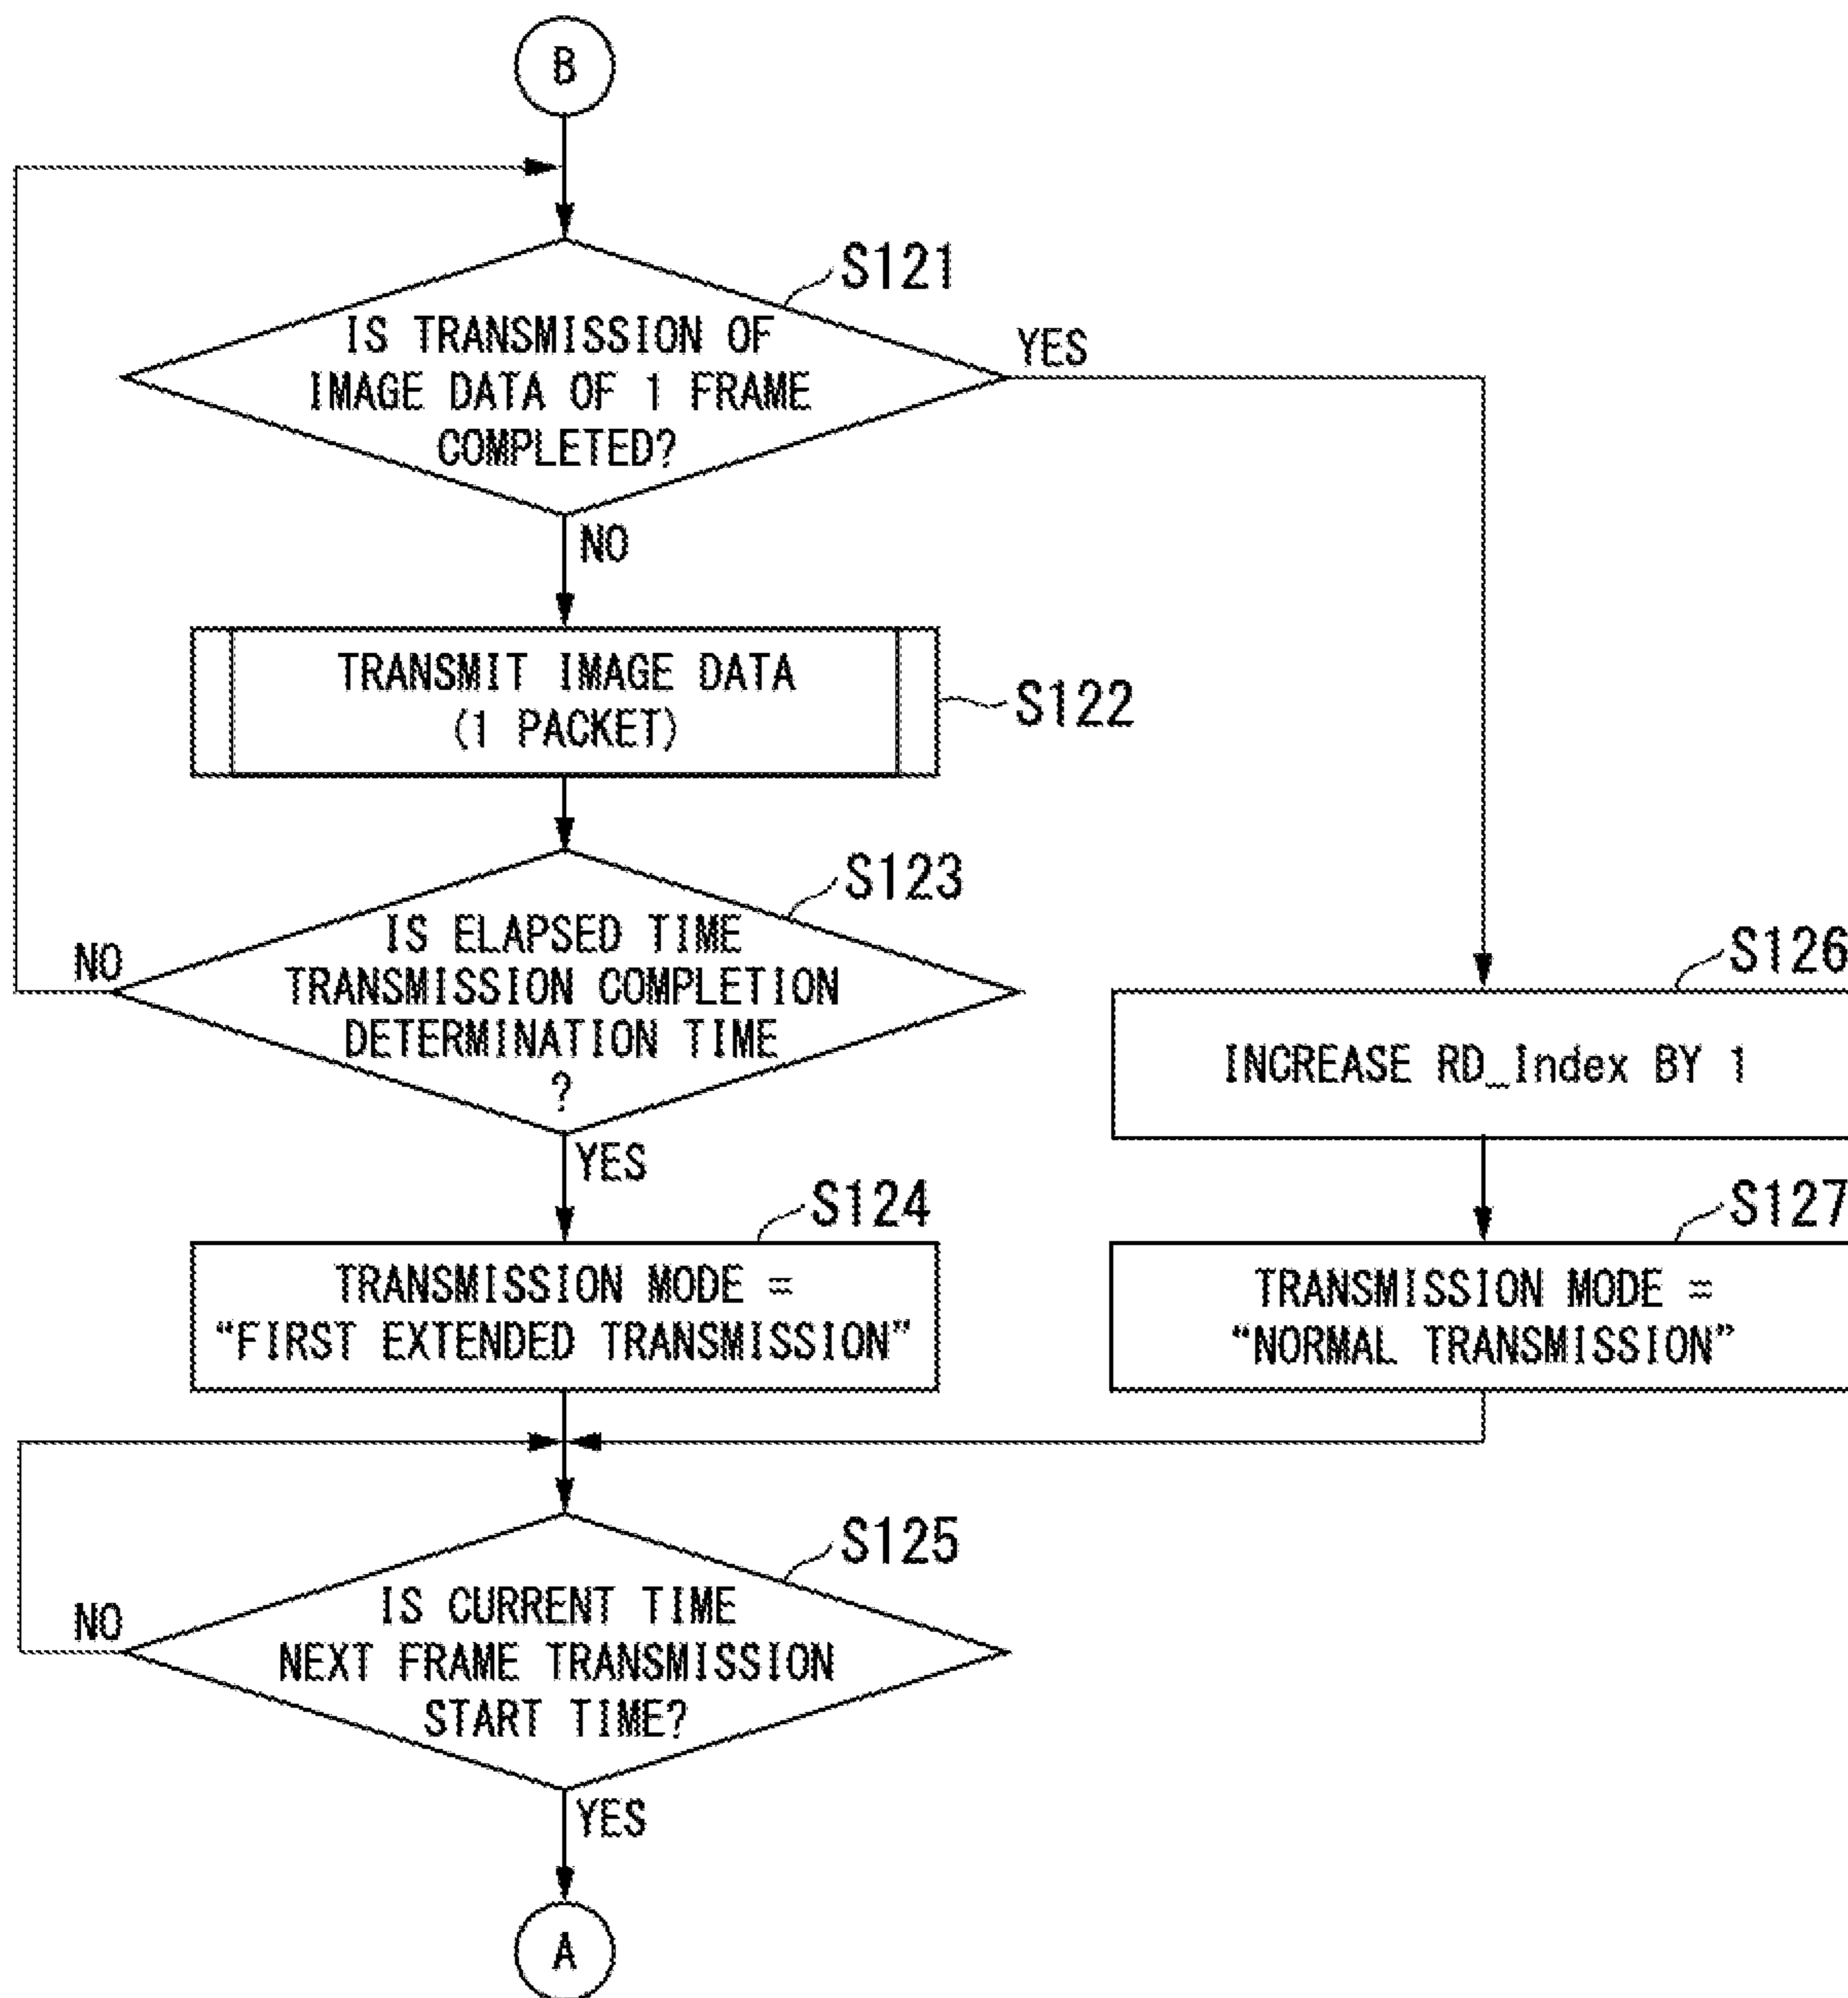 B
S121
IS TRANSMISSION OF
IMAGE DATA OF 1 FRAME
COMPLETED?
YES
NO
TRANSMIT IMAGE DATA
(1 PACKET)
S122
S123
IS ELAPSED TIME
TRANSMISSION COMPLETION
DETERMINATION TIME
?
NO
YES
S126
INCREASE RD_Index BY 1
S124
TRANSMISSION MODE =
“FIRST EXTENDED TRANSMISSION”
S127
TRANSMISSION MODE =
“NORMAL TRANSMISSION”
S125
IS CURRENT TIME
NEXT FRAME TRANSMISSION
START TIME?
NO
YES
A